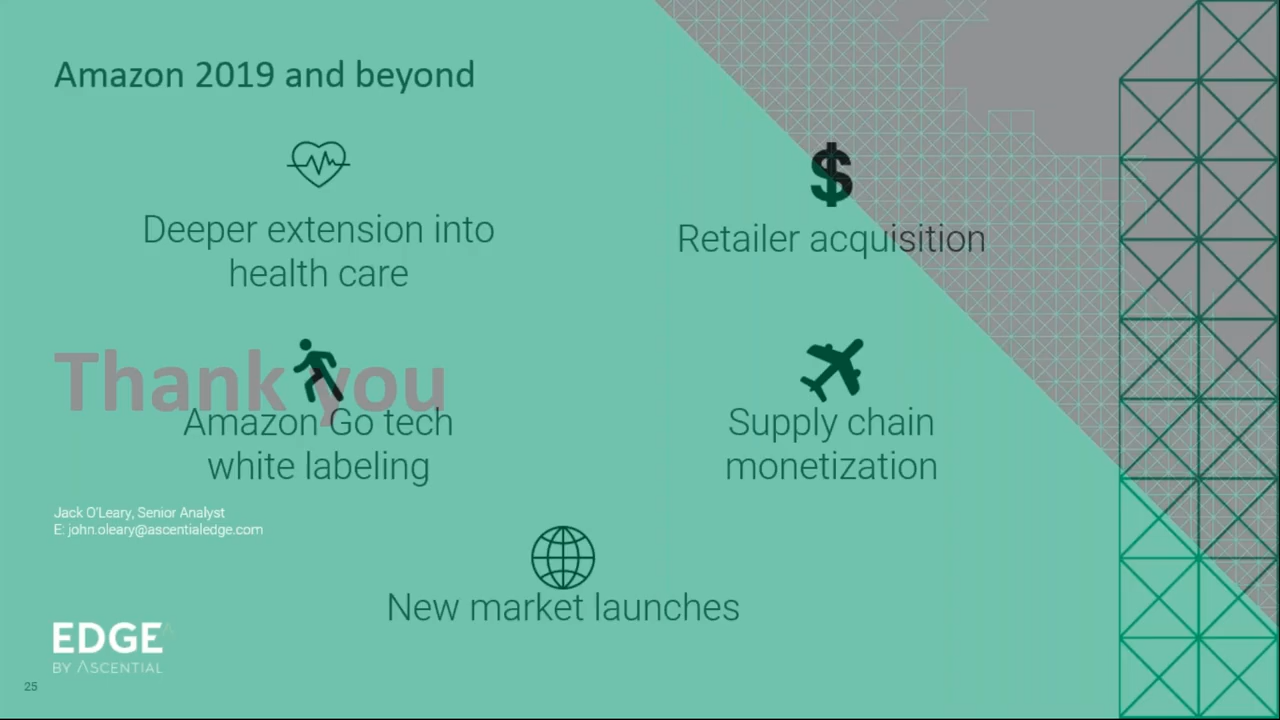 Amazon 2019 and beyond
Deeper extension into
health care
$
Retailer acquisition
Thank you
Amazon Go tech
white labeling
Supply chain
monetization
Jack O'Leary, Senior Analyst
E: john.oleary@ascentialedge.com
New market launches
EDGE
BY ASCENTIAL
25